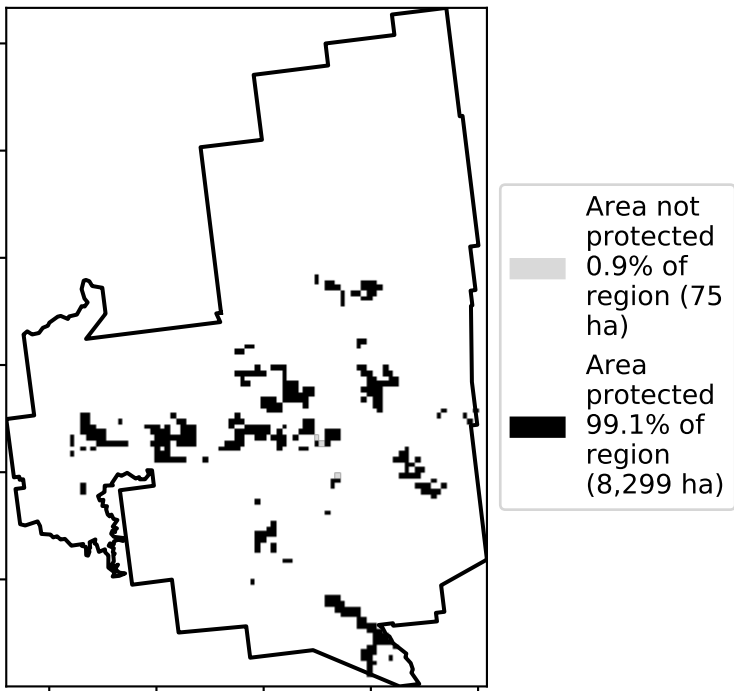 Area not
protected
0.9% of
region (75
ha)
Area
protected
99.1% of
region
(8,299 ha)